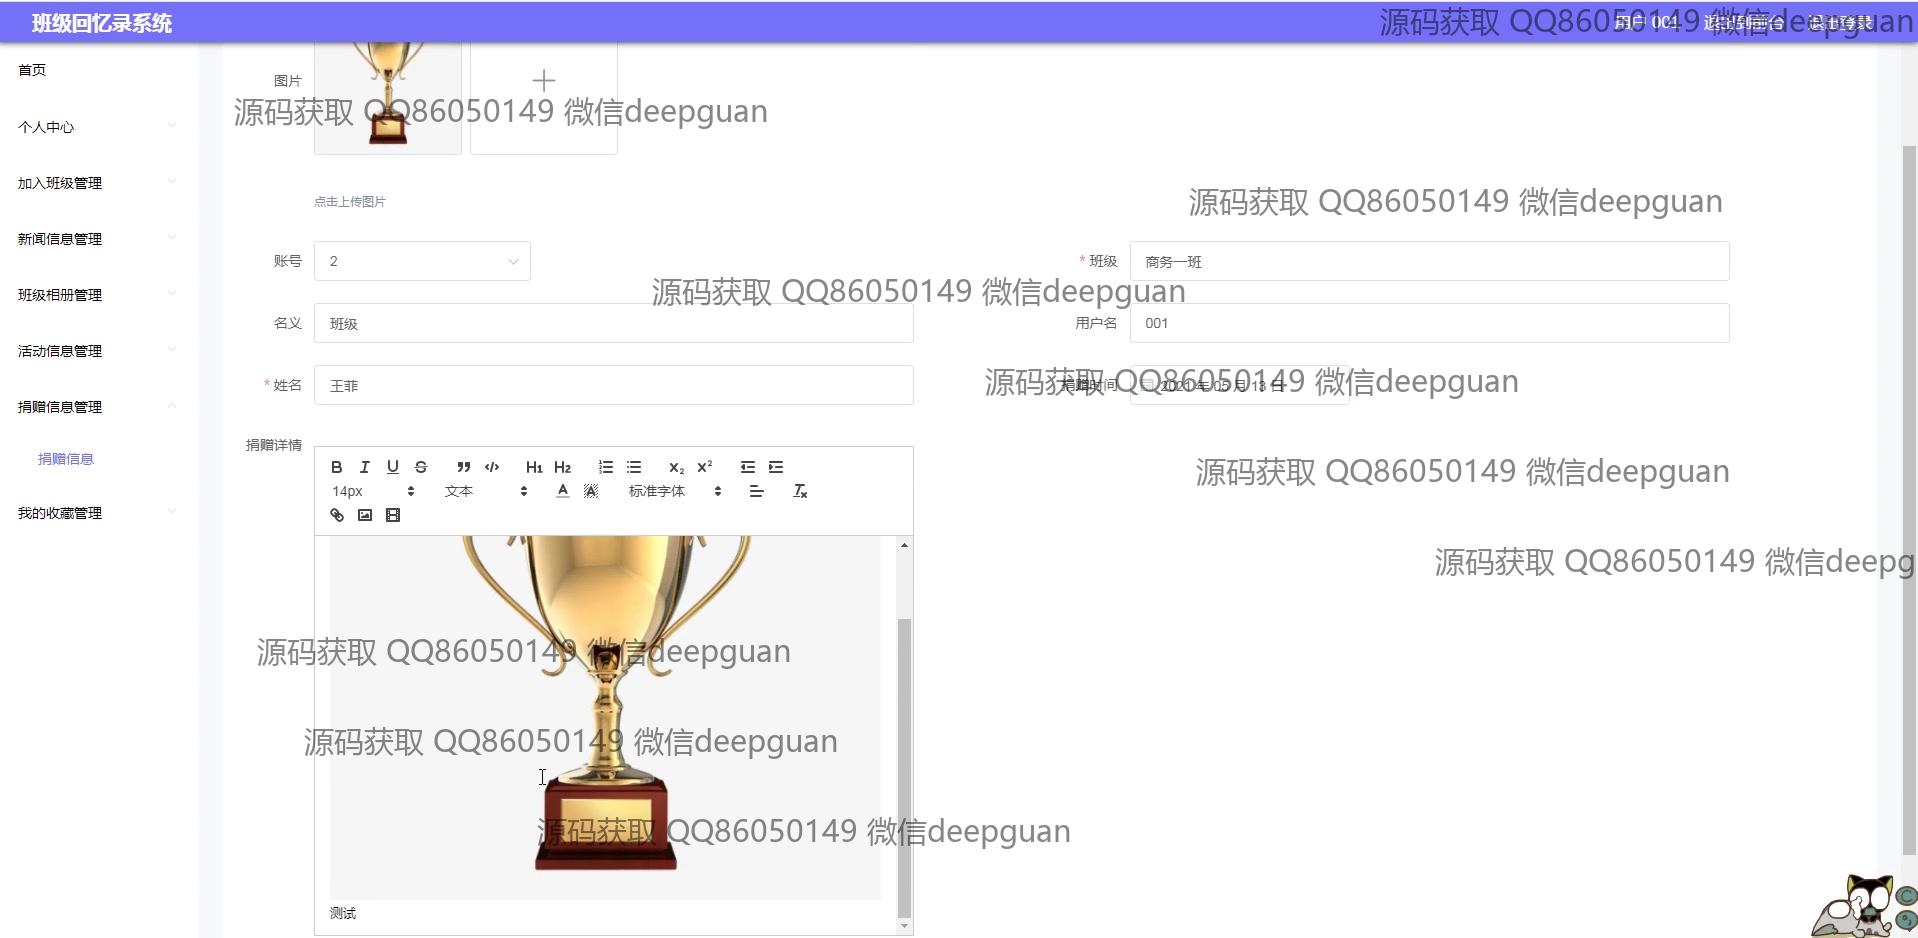 班级回忆录系统
用户 001 退出到前台 退出登录
源码获取 QQ86050149 微信deepguan
首页
个人中心
加入班级管理
新闻信息管理
班级相册管理
活动信息管理
捐赠信息管理
捐赠信息
我的收藏管理
图片
源码获取 QQ86050149 微信deepguan
点击上传图片
源码获取 QQ86050149 微信deepguan
账号 2
* 班级 商务一班
源码获取 QQ86050149 微信deepguan
名义 班级
用户名 001
* 姓名 王菲
捐赠时间 2021 年 05 月 13 日
源码获取 QQ86050149 微信deepguan
捐赠详情
B I U S ” </> H1 H2 x2 x2
14px 文本 A A 标准字体 Tx
源码获取 QQ86050149 微信deepguan
源码获取 QQ86050149 微信deepg
源码获取 QQ86050149 微信deepguan
源码获取 QQ86050149 微信deepguan
源码获取 QQ86050149 微信deepguan
测试